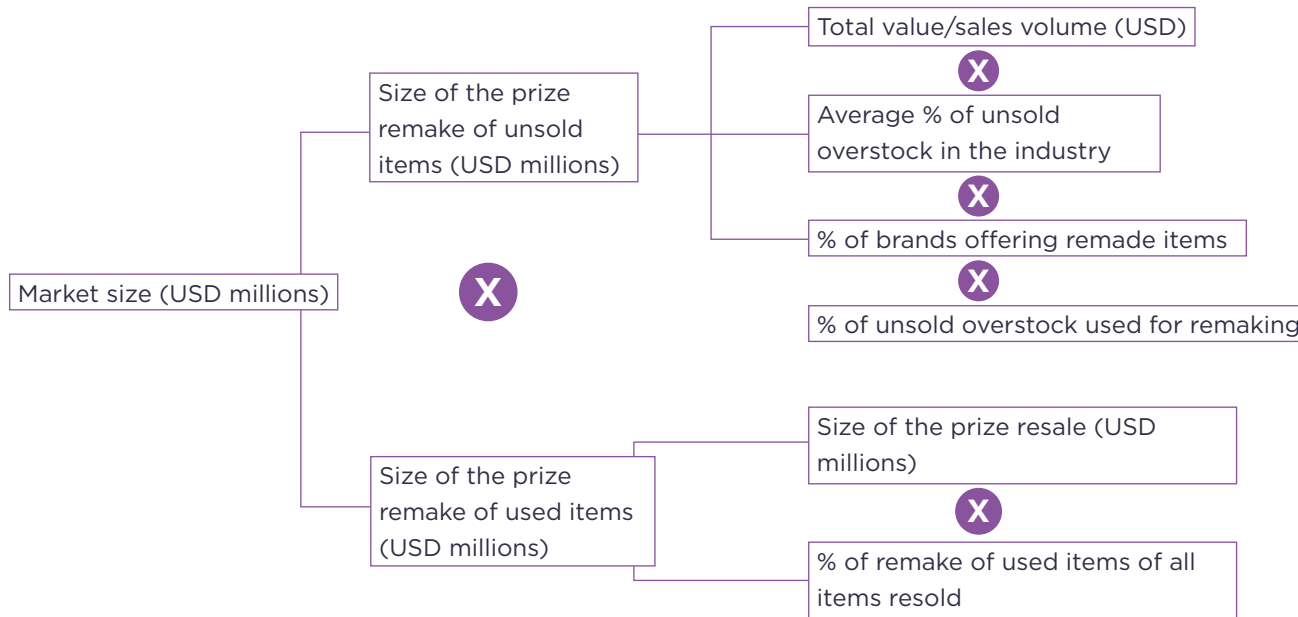 Total value/sales volume (USD)
X
Size of the prize
remake of unsold
items (USD millions)
Average % of unsold
overstock in the industry
X
% of brands offering remade items
X
Market size (USD millions)
X
% of unsold overstock used for remaking
Size of the prize resale (USD
millions)
Size of the prize
remake of used items
(USD millions)
X
% of remake of used items of all
items resold